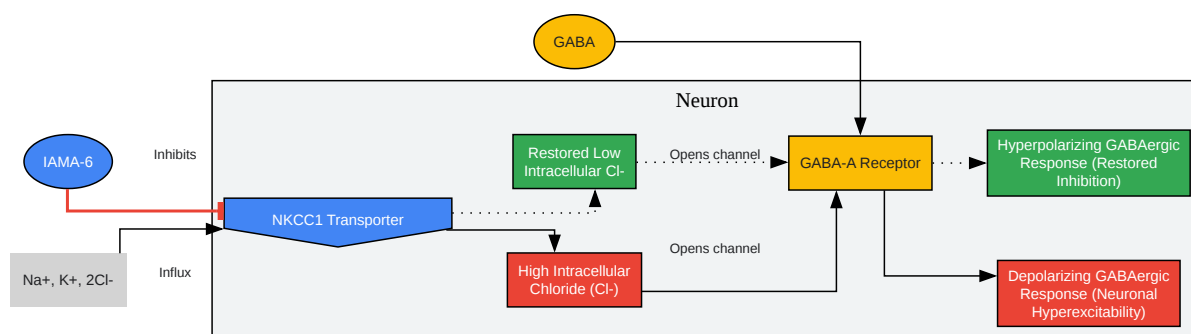 GABA
Neuron
IAMA-6
Inhibits
Restored Low
Intracellular Cl-
Opens channel
GABA-A Receptor
Hyperpolarizing GABAergic
Response (Restored
Inhibition)
NKCC1 Transporter
Na+, K+, 2Cl-
Influx
High Intracellular
Chloride (Cl-)
Opens channel
Depolarizing GABAergic
Response (Neuronal
Hyperexcitability)